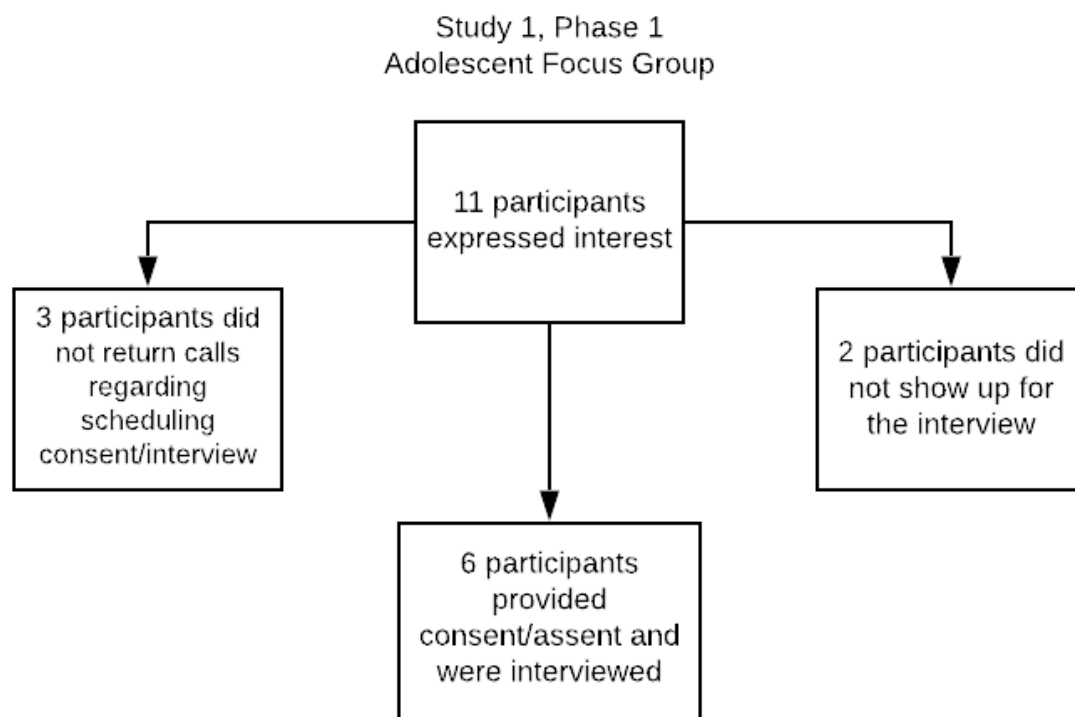 Study 1, Phase 1
Adolescent Focus Group
11 participants
expressed interest
3 participants did
not return calls
regarding
scheduling
consent/interview
2 participants did
not show up for
the interview
6 participants
provided
consent/assent and
were interviewed